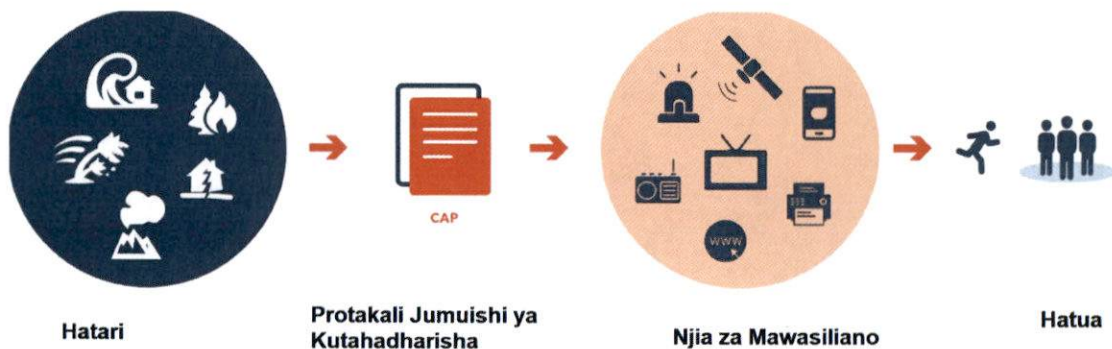 CAP
www
Hatari
Protakali Jumuishi ya
Kutahadharisha
Njia za Mawasiliano
Hatua